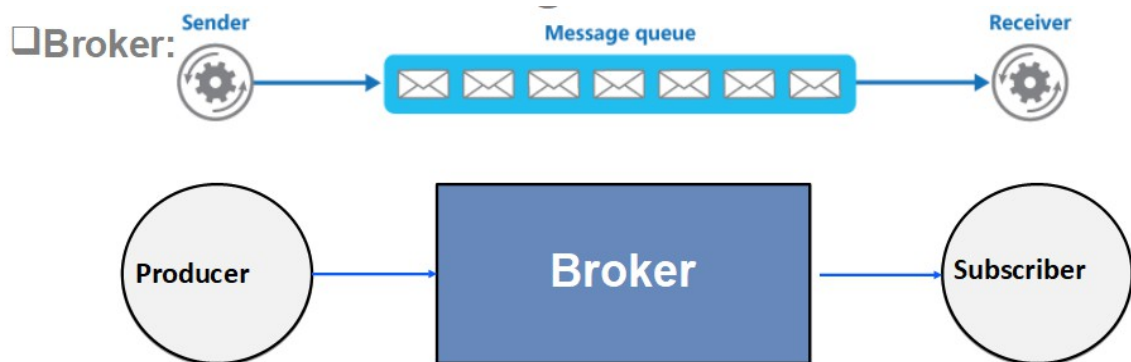 Sender
Receiver
❑Broker:
Message queue
Producer
Broker
Subscriber